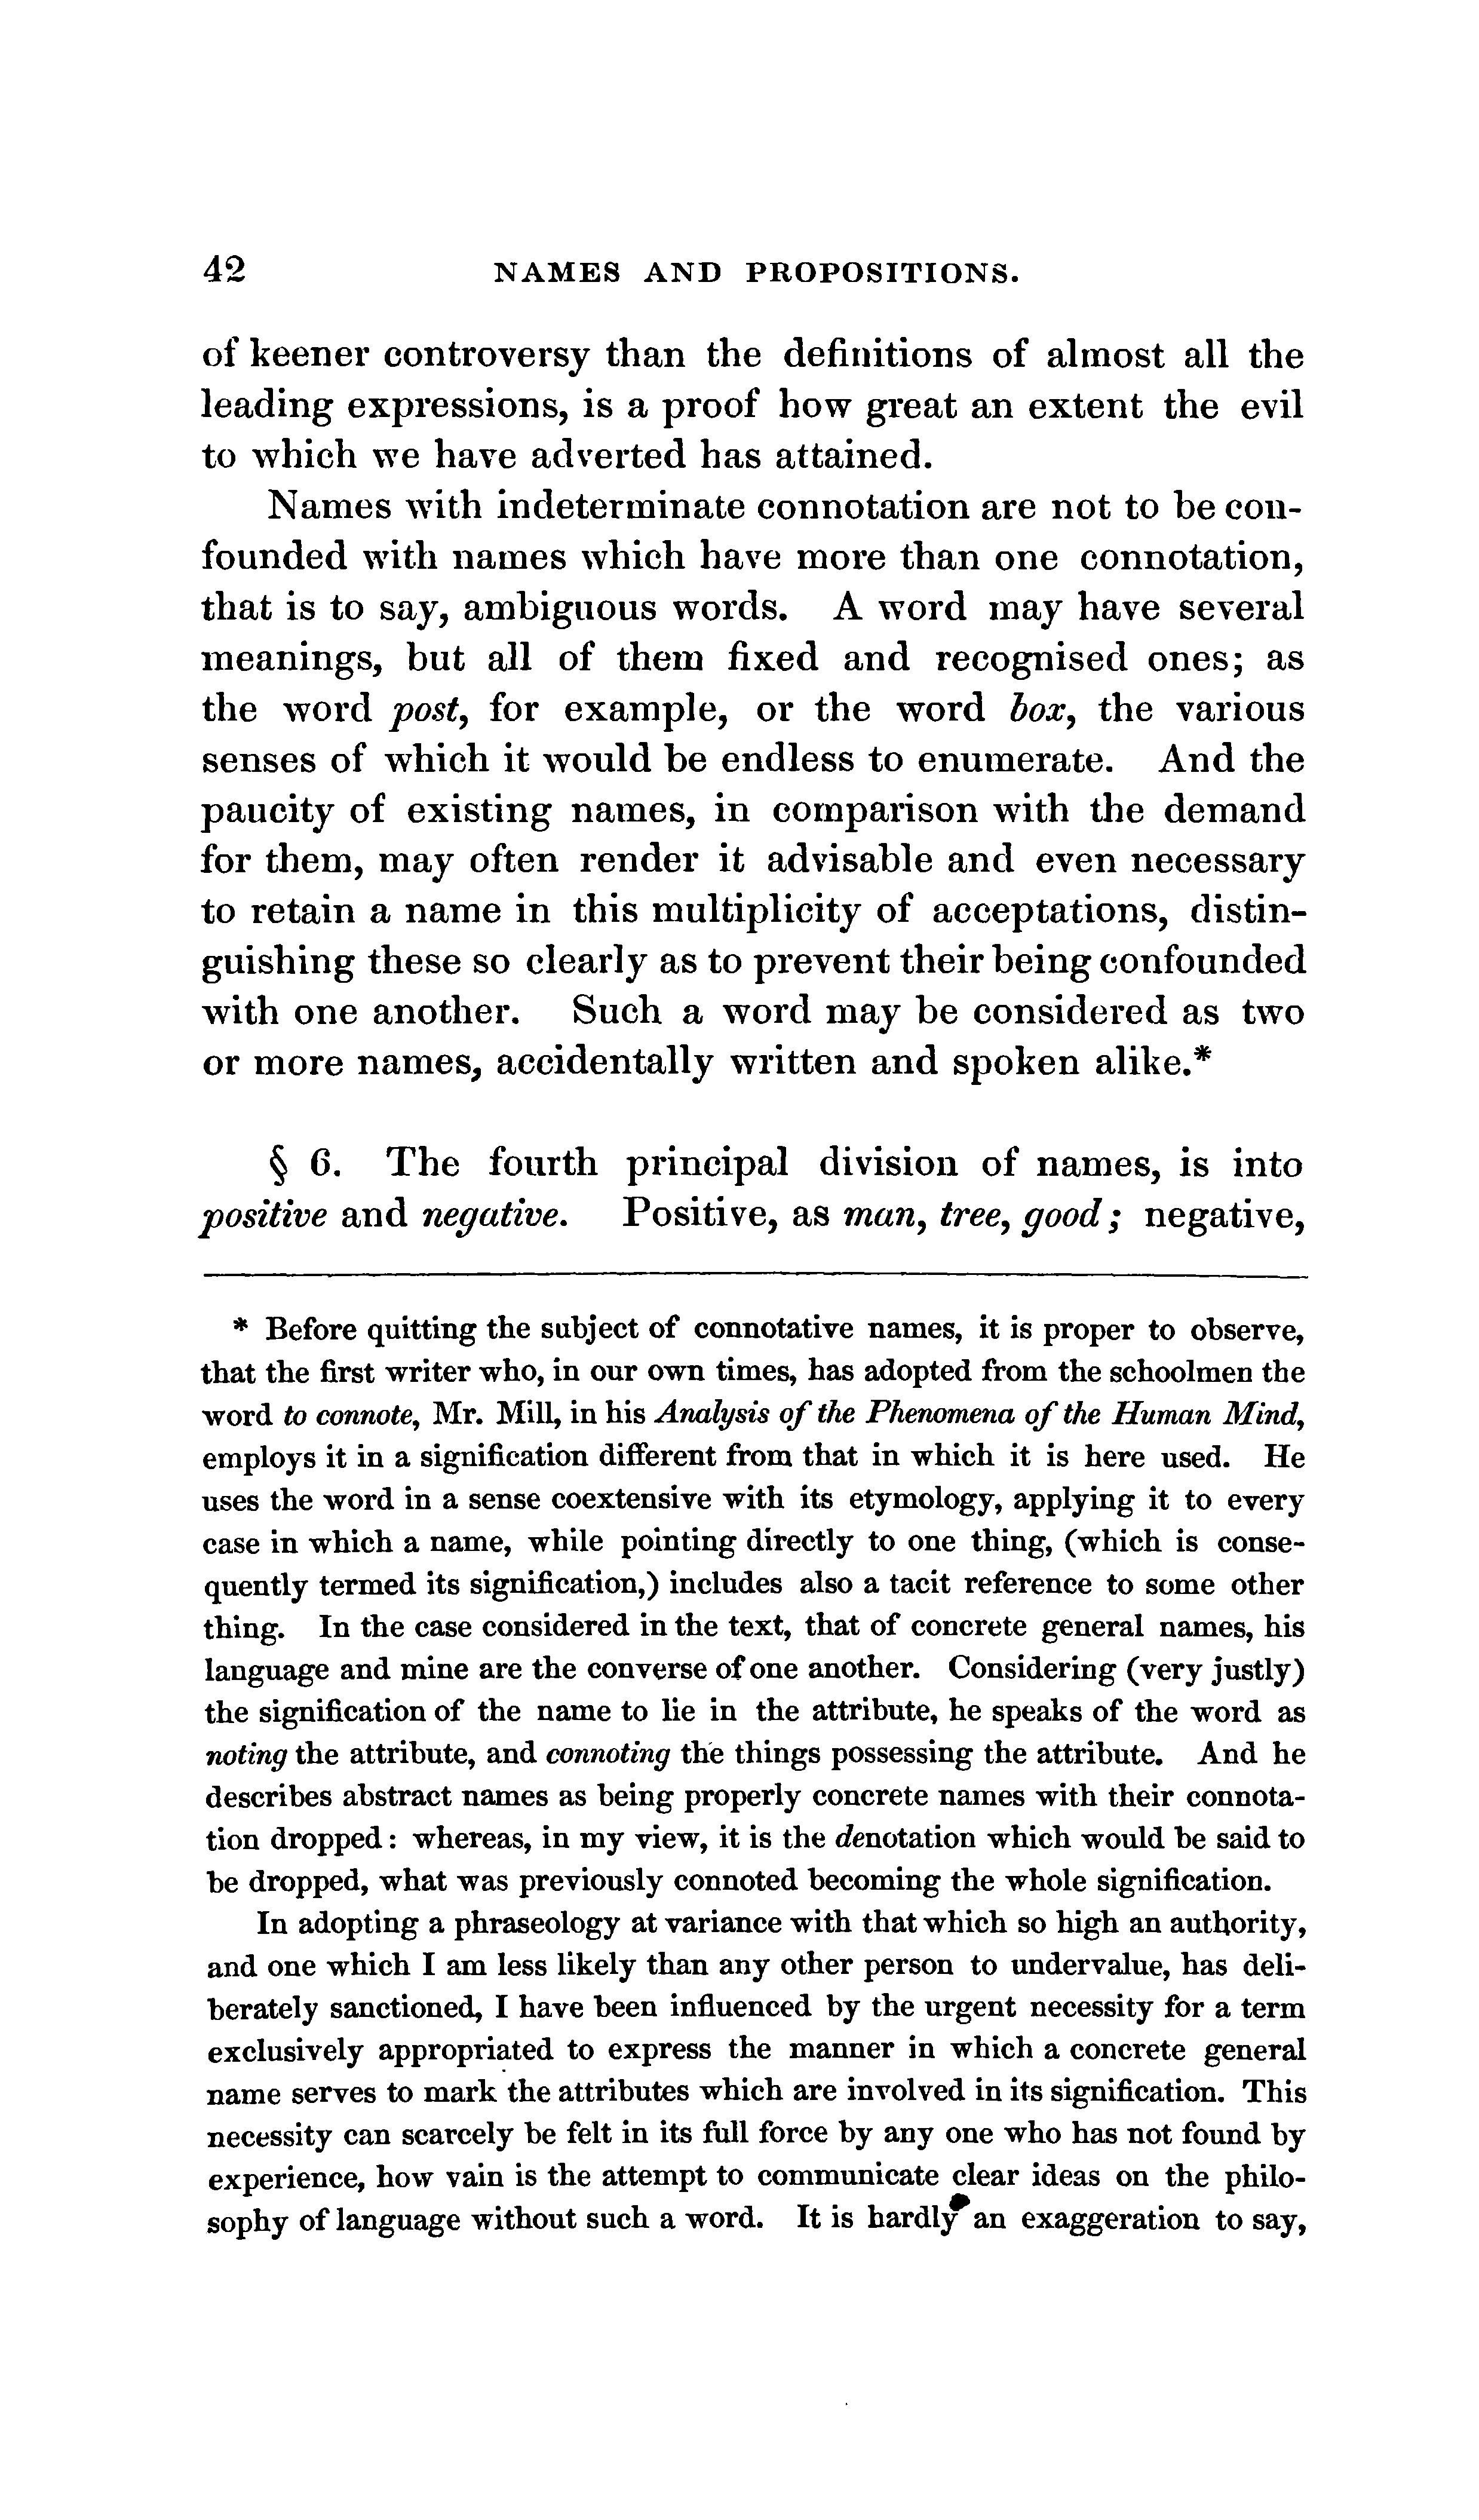 42 NAMES AND PROPOSITIONS.
of keener controversy than the definitions of almost all the
leading expressions, is a proof how great an extent the evil
to which we have adverted has attained.
Names with indeterminate connotation are not to be con-
founded with names which have more than one connotation,
that is to say, ambiguous words. A word may have several
meanings, but all of them fixed and recognised ones; as
the word post, for example, or the word box, the various
senses of which it would be endless to enumerate. And the
paucity of existing names, in comparison with the demand
for them, may often render it advisable and even necessary
to retain a name in this multiplicity of acceptations, distin-
guishing these so clearly as to prevent their being confounded
with one another. Such a word may be considered as two
or more names, accidentally written and spoken alike.*
§ 6. The fourth principal division of names, is into
positive and negative. Positive, as man, tree, good; negative,
* Before quitting the subject of connotative names, it is proper to observe,
that the first writer who, in our own times, has adopted from the schoolmen the
word to connote, Mr. Mill, in his Analysis of the Phenomena of the Human Mind,
employs it in a signification different from that in which it is here used. He
uses the word in a sense coextensive with its etymology, applying it to every
case in which a name, while pointing directly to one thing, (which is conse-
quently termed its signification,) includes also a tacit reference to some other
thing. In the case considered in the text, that of concrete general names, his
language and mine are the converse of one another. Considering (very justly)
the signification of the name to lie in the attribute, he speaks of the word as
noting the attribute, and connoting the things possessing the attribute. And he
describes abstract names as being properly concrete names with their connota-
tion dropped: whereas, in my view, it is the denotation which would be said to
be dropped, what was previously connoted becoming the whole signification.
In adopting a phraseology at variance with that which so high an authority,
and one which I am less likely than any other person to undervalue, has deli-
berately sanctioned, I have been influenced by the urgent necessity for a term
exclusively appropriated to express the manner in which a concrete general
name serves to mark the attributes which are involved in its signification. This
necessity can scarcely be felt in its full force by any one who has not found by
experience, how vain is the attempt to communicate clear ideas on the philo-
sophy of language without such a word. It is hardly an exaggeration to say,